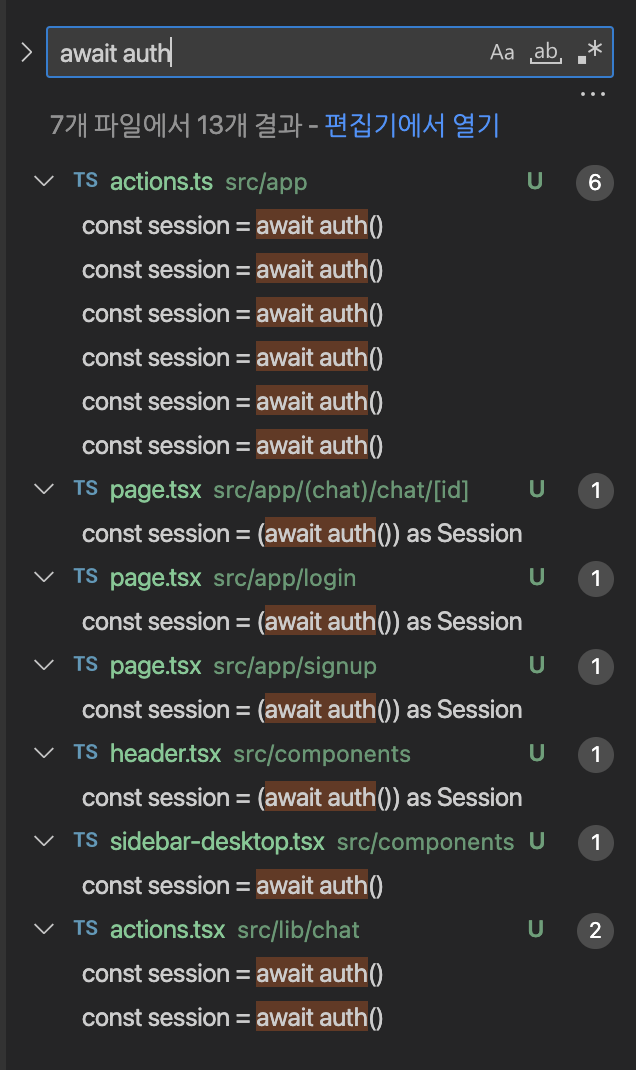 await auth
Aa ab .*
...
7개 파일에서 13개 결과 - 편집기에서 열기
TS actions.ts src/app U 6
const session = await auth()
const session = await auth()
const session = await auth()
const session = await auth()
const session = await auth()
const session = await auth()
TS page.tsx src/app/(chat)/chat/[id] U 1
const session = (await auth()) as Session
TS page.tsx src/app/login U 1
const session = (await auth()) as Session
TS page.tsx src/app/signup U 1
const session = (await auth()) as Session
TS header.tsx src/components U 1
const session = (await auth()) as Session
TS sidebar-desktop.tsx src/components U 1
const session = await auth()
TS actions.tsx src/lib/chat U 2
const session = await auth()
const session = await auth()